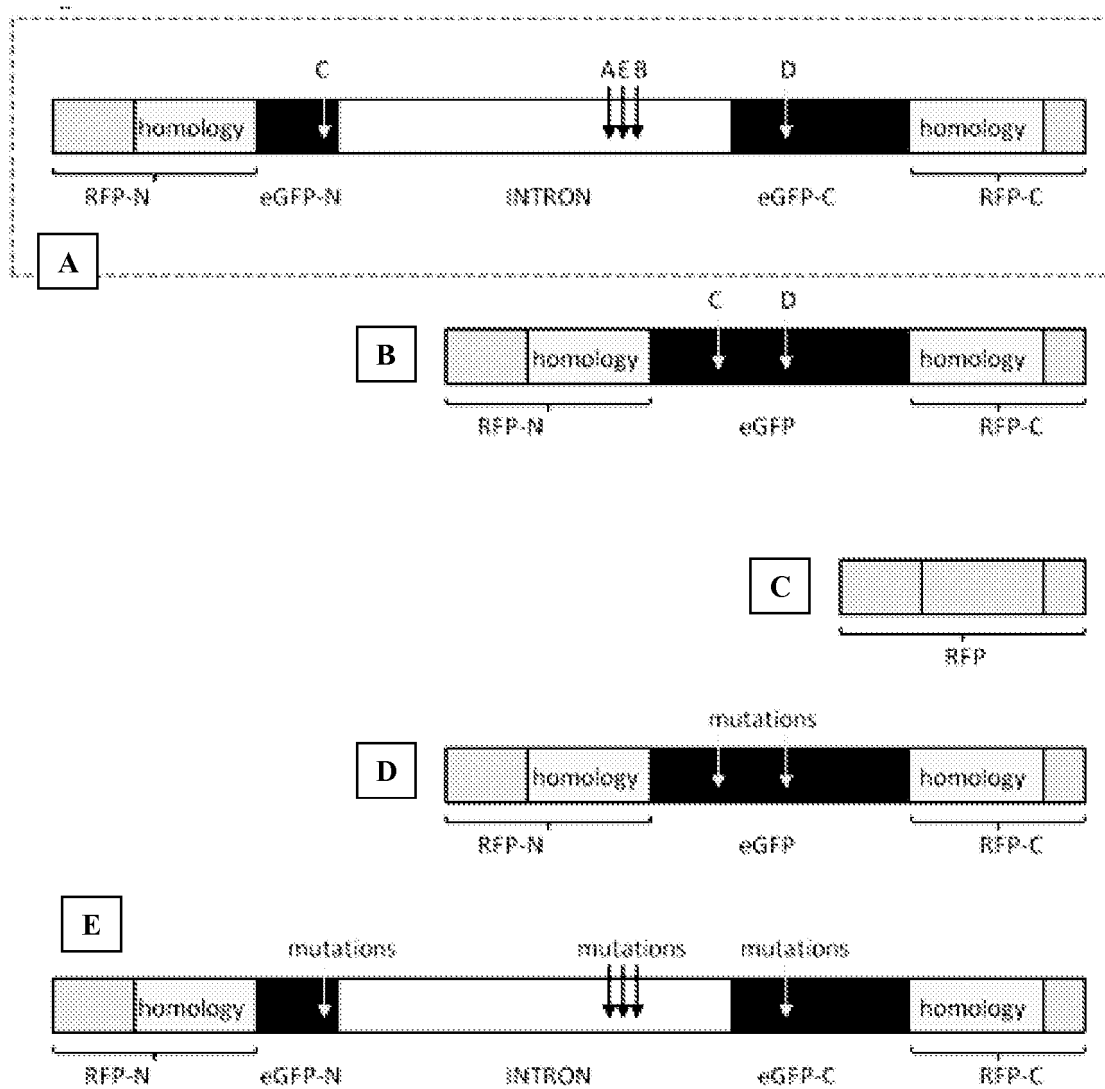 C A E B D
homology homology
RFP-N eGFP-N INTRON eGFP-C RFP-C
A
C D
B
homology homology
RFP-N eGFP RFP-C
C
RFP
mutations
D
homology homology
RFP-N eGFP RFP-C
E
mutations mutations mutations
homology homology
RFP-N eGFP-N INTRON eGFP-C RFP-C